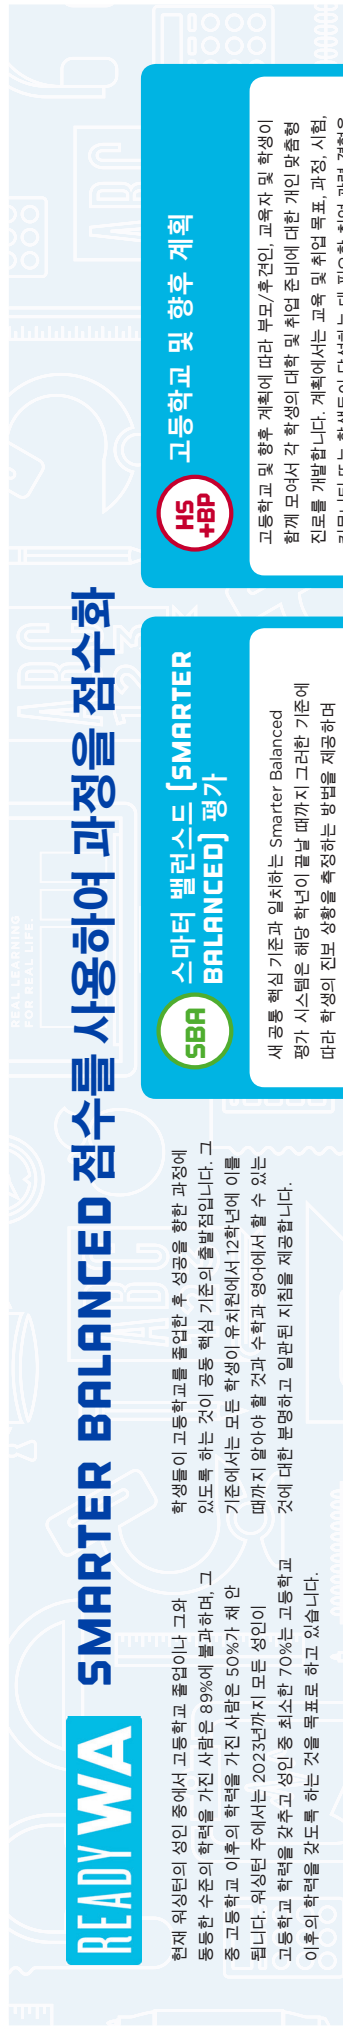 READY WA
SMARTER BALANCED 점수를 사용하여 과정을 점수화
현재 워싱턴의 성인 중에서 고등학교 졸업이나 그와
동등한 수준의 학력을 가진 사람은 89%에 불과하며, 그
중 고등학교 이후의 학력을 가진 사람은 50%가 채 안
됩니다. 워싱턴 주에서는 2023년까지 모든 성인이
고등학교 학력을 갖추고 성인 중 최소한 70%는 고등학교
이후의 학력을 갖도록 하는 것을 목표로 하고 있습니다.
학생들이 고등학교를 졸업한 후 성공을 향한 과정에
있도록 하는 것이 공통 핵심 기준의 출발점입니다. 그
기준에서는 모든 학생이 유치원에서 12학년에 이를
때까지 알아야 할 것과 수학과 영어에서 할 수 있는
것에 대한 분명하고 일관된 지침을 제공합니다.
SBA
스마터 밸런스드 (SMARTER
BALANCED) 평가
새 공통 핵심 기준과 일치하는 Smarter Balanced
평가 시스템은 해당 학년이 끝날 때까지 그러한 기준에
따라 학생의 진보 상황을 측정하는 방법을 제공하며
HS
+BP
고등학교 및 향후 계획
고등학교 및 향후 계획에 따라 부모/후견인, 교육자 및 학생이
함께 모여서 각 학생의 대학 및 취업 준비에 대한 개인 맞춤형
진로를 개발합니다. 계획에서는 교육 및 취업 목표, 과정, 시험,
REAL LEARNING
FOR REAL LIFE
ABC
ABC
123
ABC